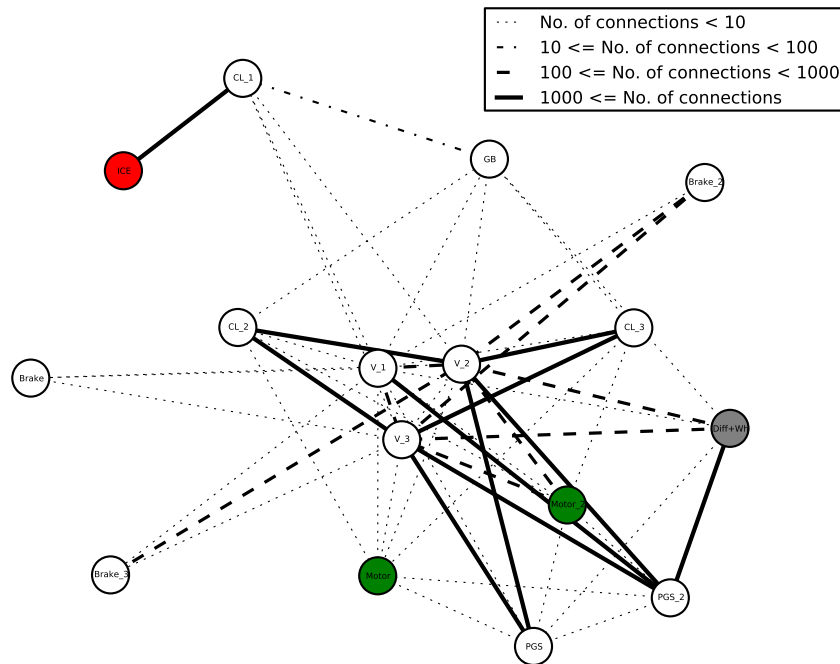 No. of connections < 10
10 <= No. of connections < 100
100 <= No. of connections < 1000
1000 <= No. of connections
CL_1
GB
ICE
Brake_2
CL_2
CL_3
V_2
V_1
Brake
Diff+Wh
V_3
Motor_2
Brake_3
Motor
PGS_2
PGS